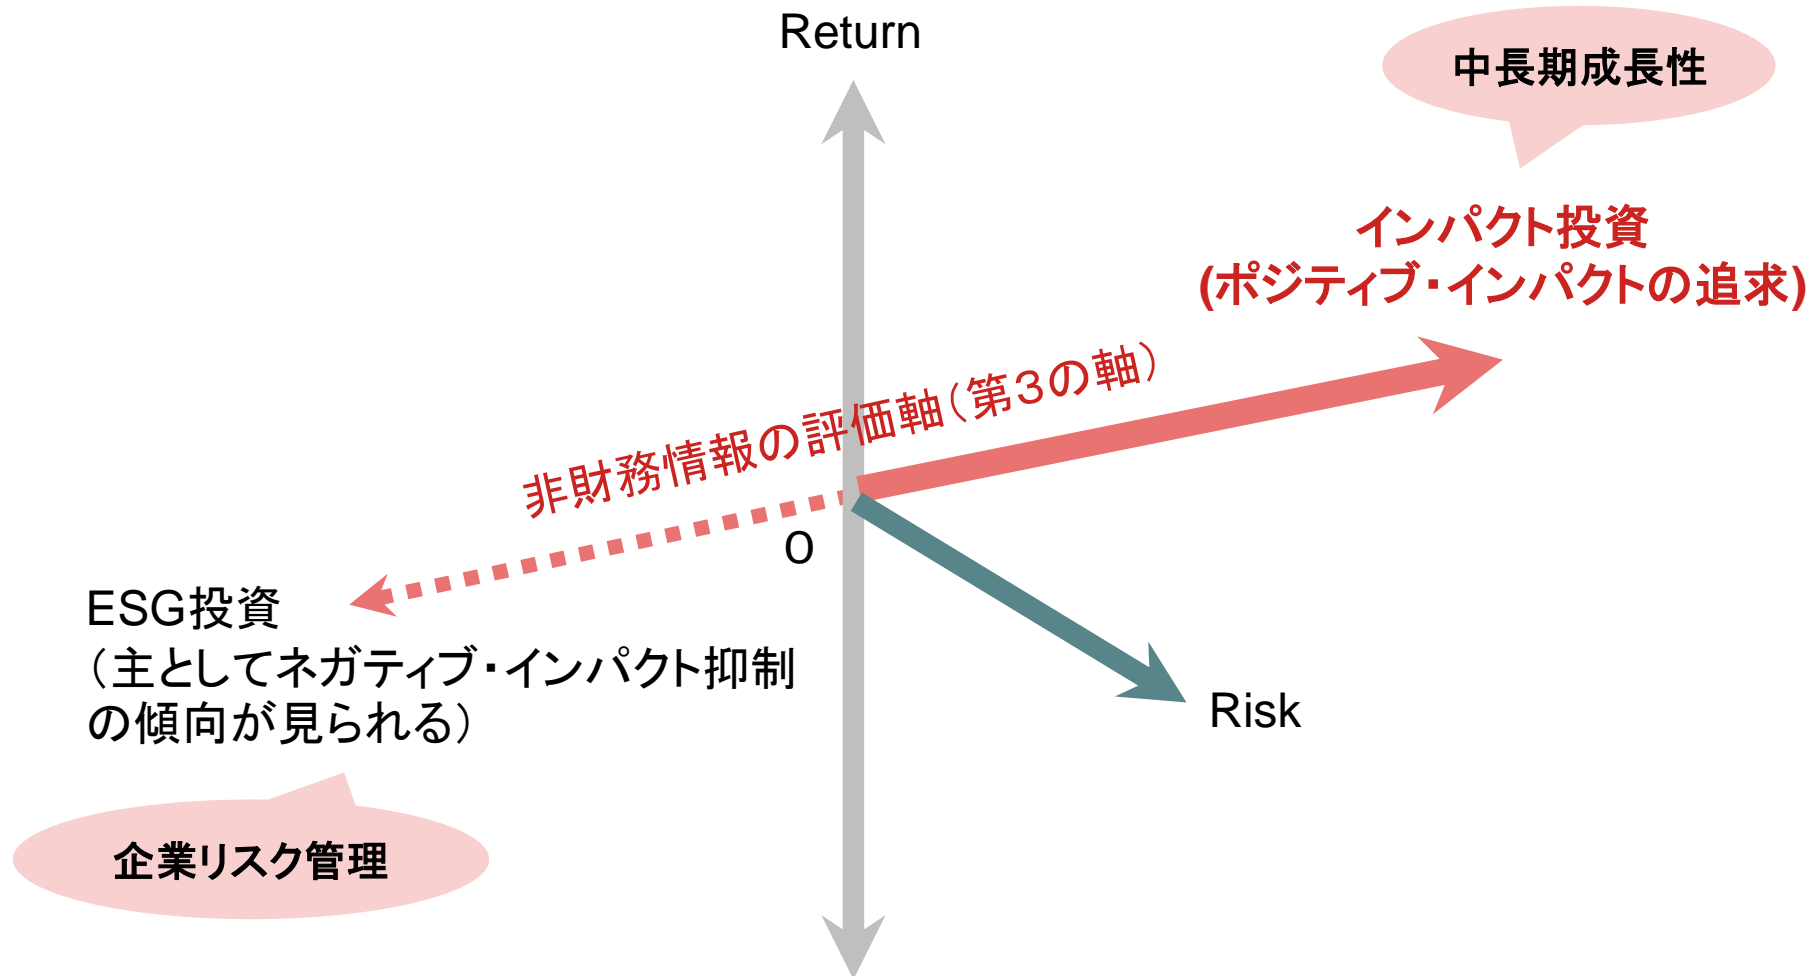 Return
中長期成長性
インパクト投資
(ポジティブ・インパクトの追求)
非財務情報の評価軸（第３の軸）
O
ESG投資
（主としてネガティブ・インパクト抑制
の傾向が見られる）
Risk
企業リスク管理